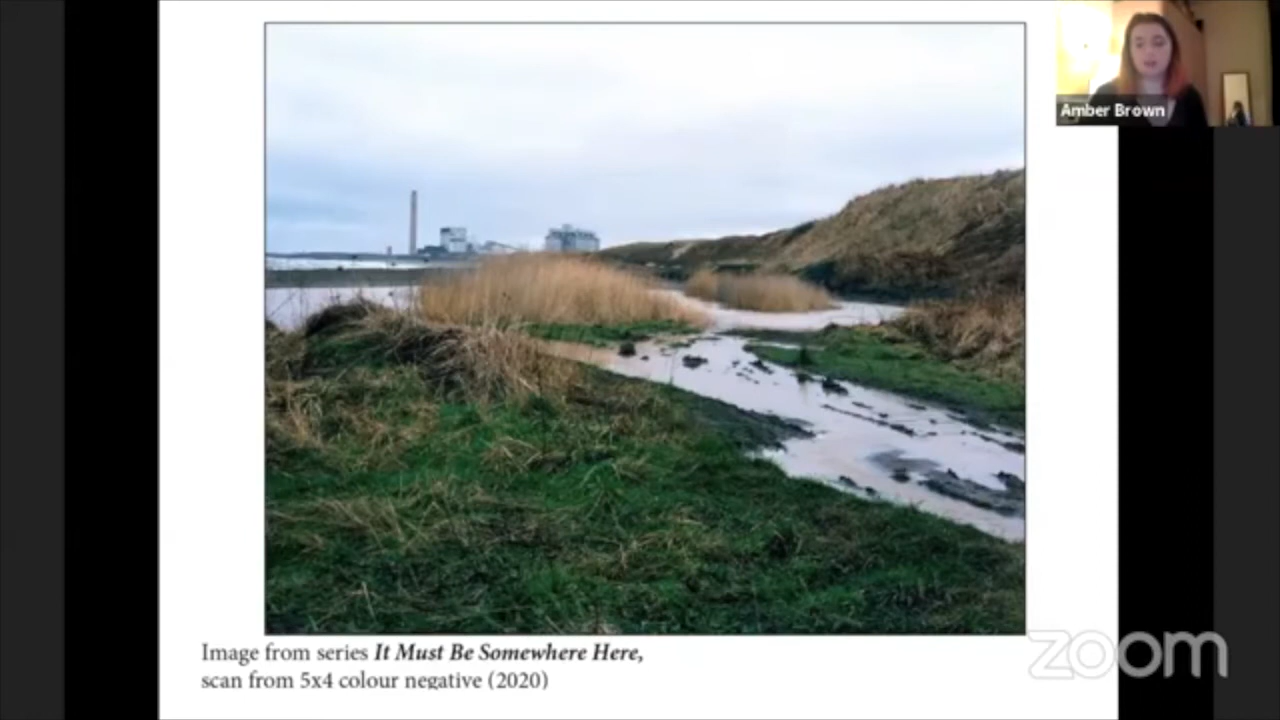 Amber Brown
Image from series It Must Be Somewhere Here,
scan from 5x4 colour negative (2020)
zoom